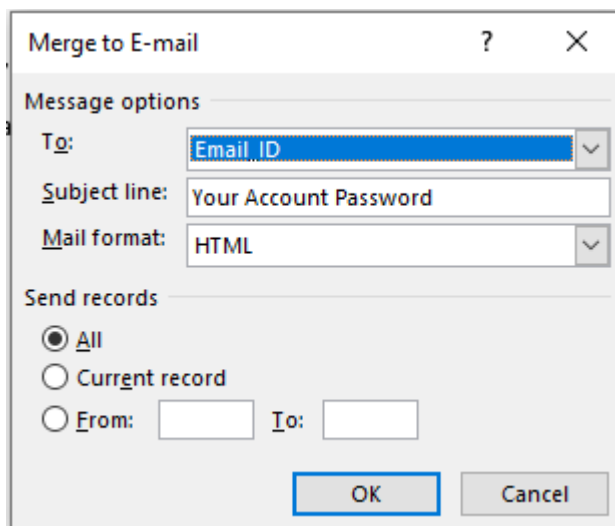 Merge to E-mail ? ×
Message options
To: Email_ID
Subject line: Your Account Password
Mail format: HTML
Send records
All
Current record
From: To:
OK Cancel